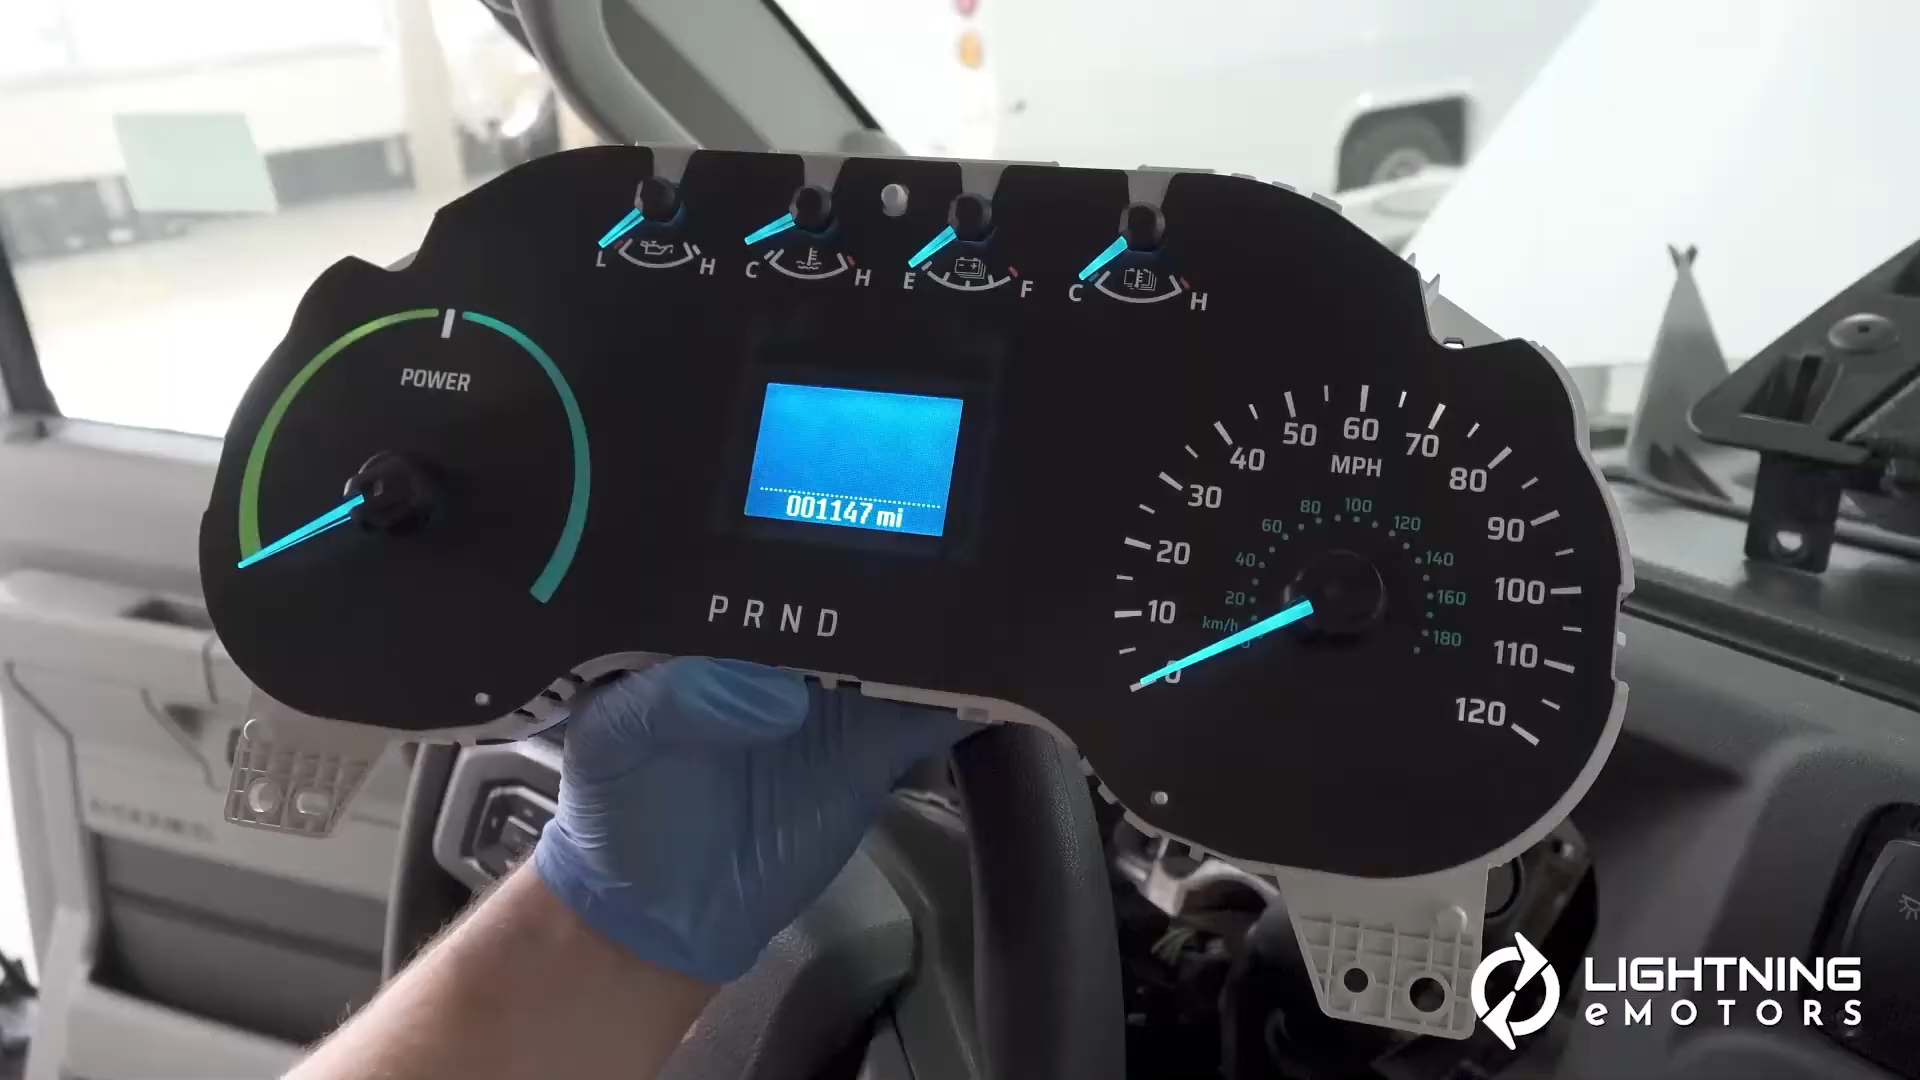 L H
C H
E F
C H
POWER
001147 mi
P R N D
MPH
0 10 20 30 40 50 60 70 80 90 100 110 120
km/h
0 20 40 60 80 100 120 140 160 180
LIGHTNING
eMOTORS